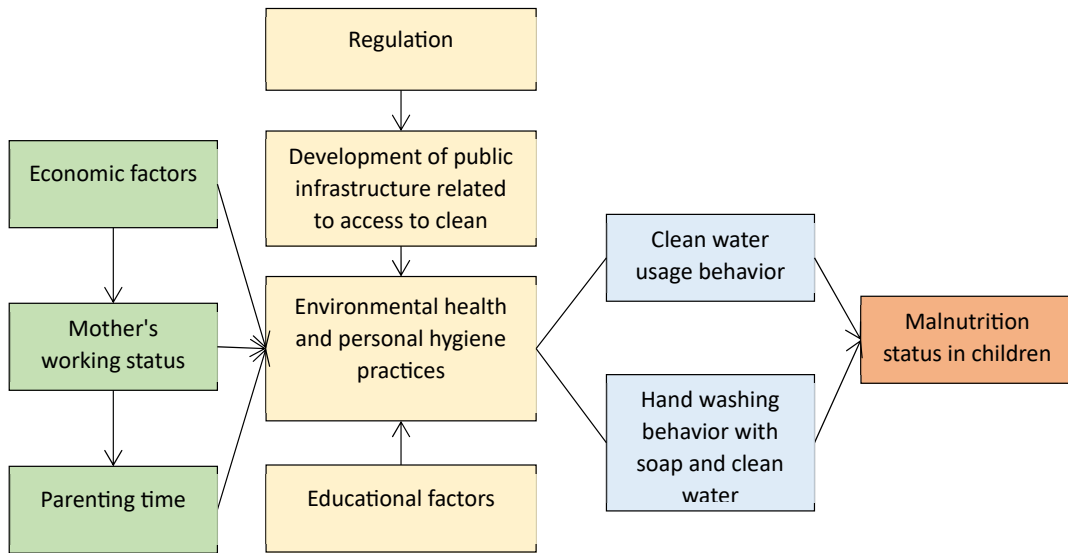 Regulation
Economic factors
Development of public
infrastructure related
to access to clean
Clean water
usage behavior
Mother's
working status
Environmental health
and personal hygiene
practices
Malnutrition
status in children
Hand washing
behavior with
soap and clean
water
Parenting time
Educational factors